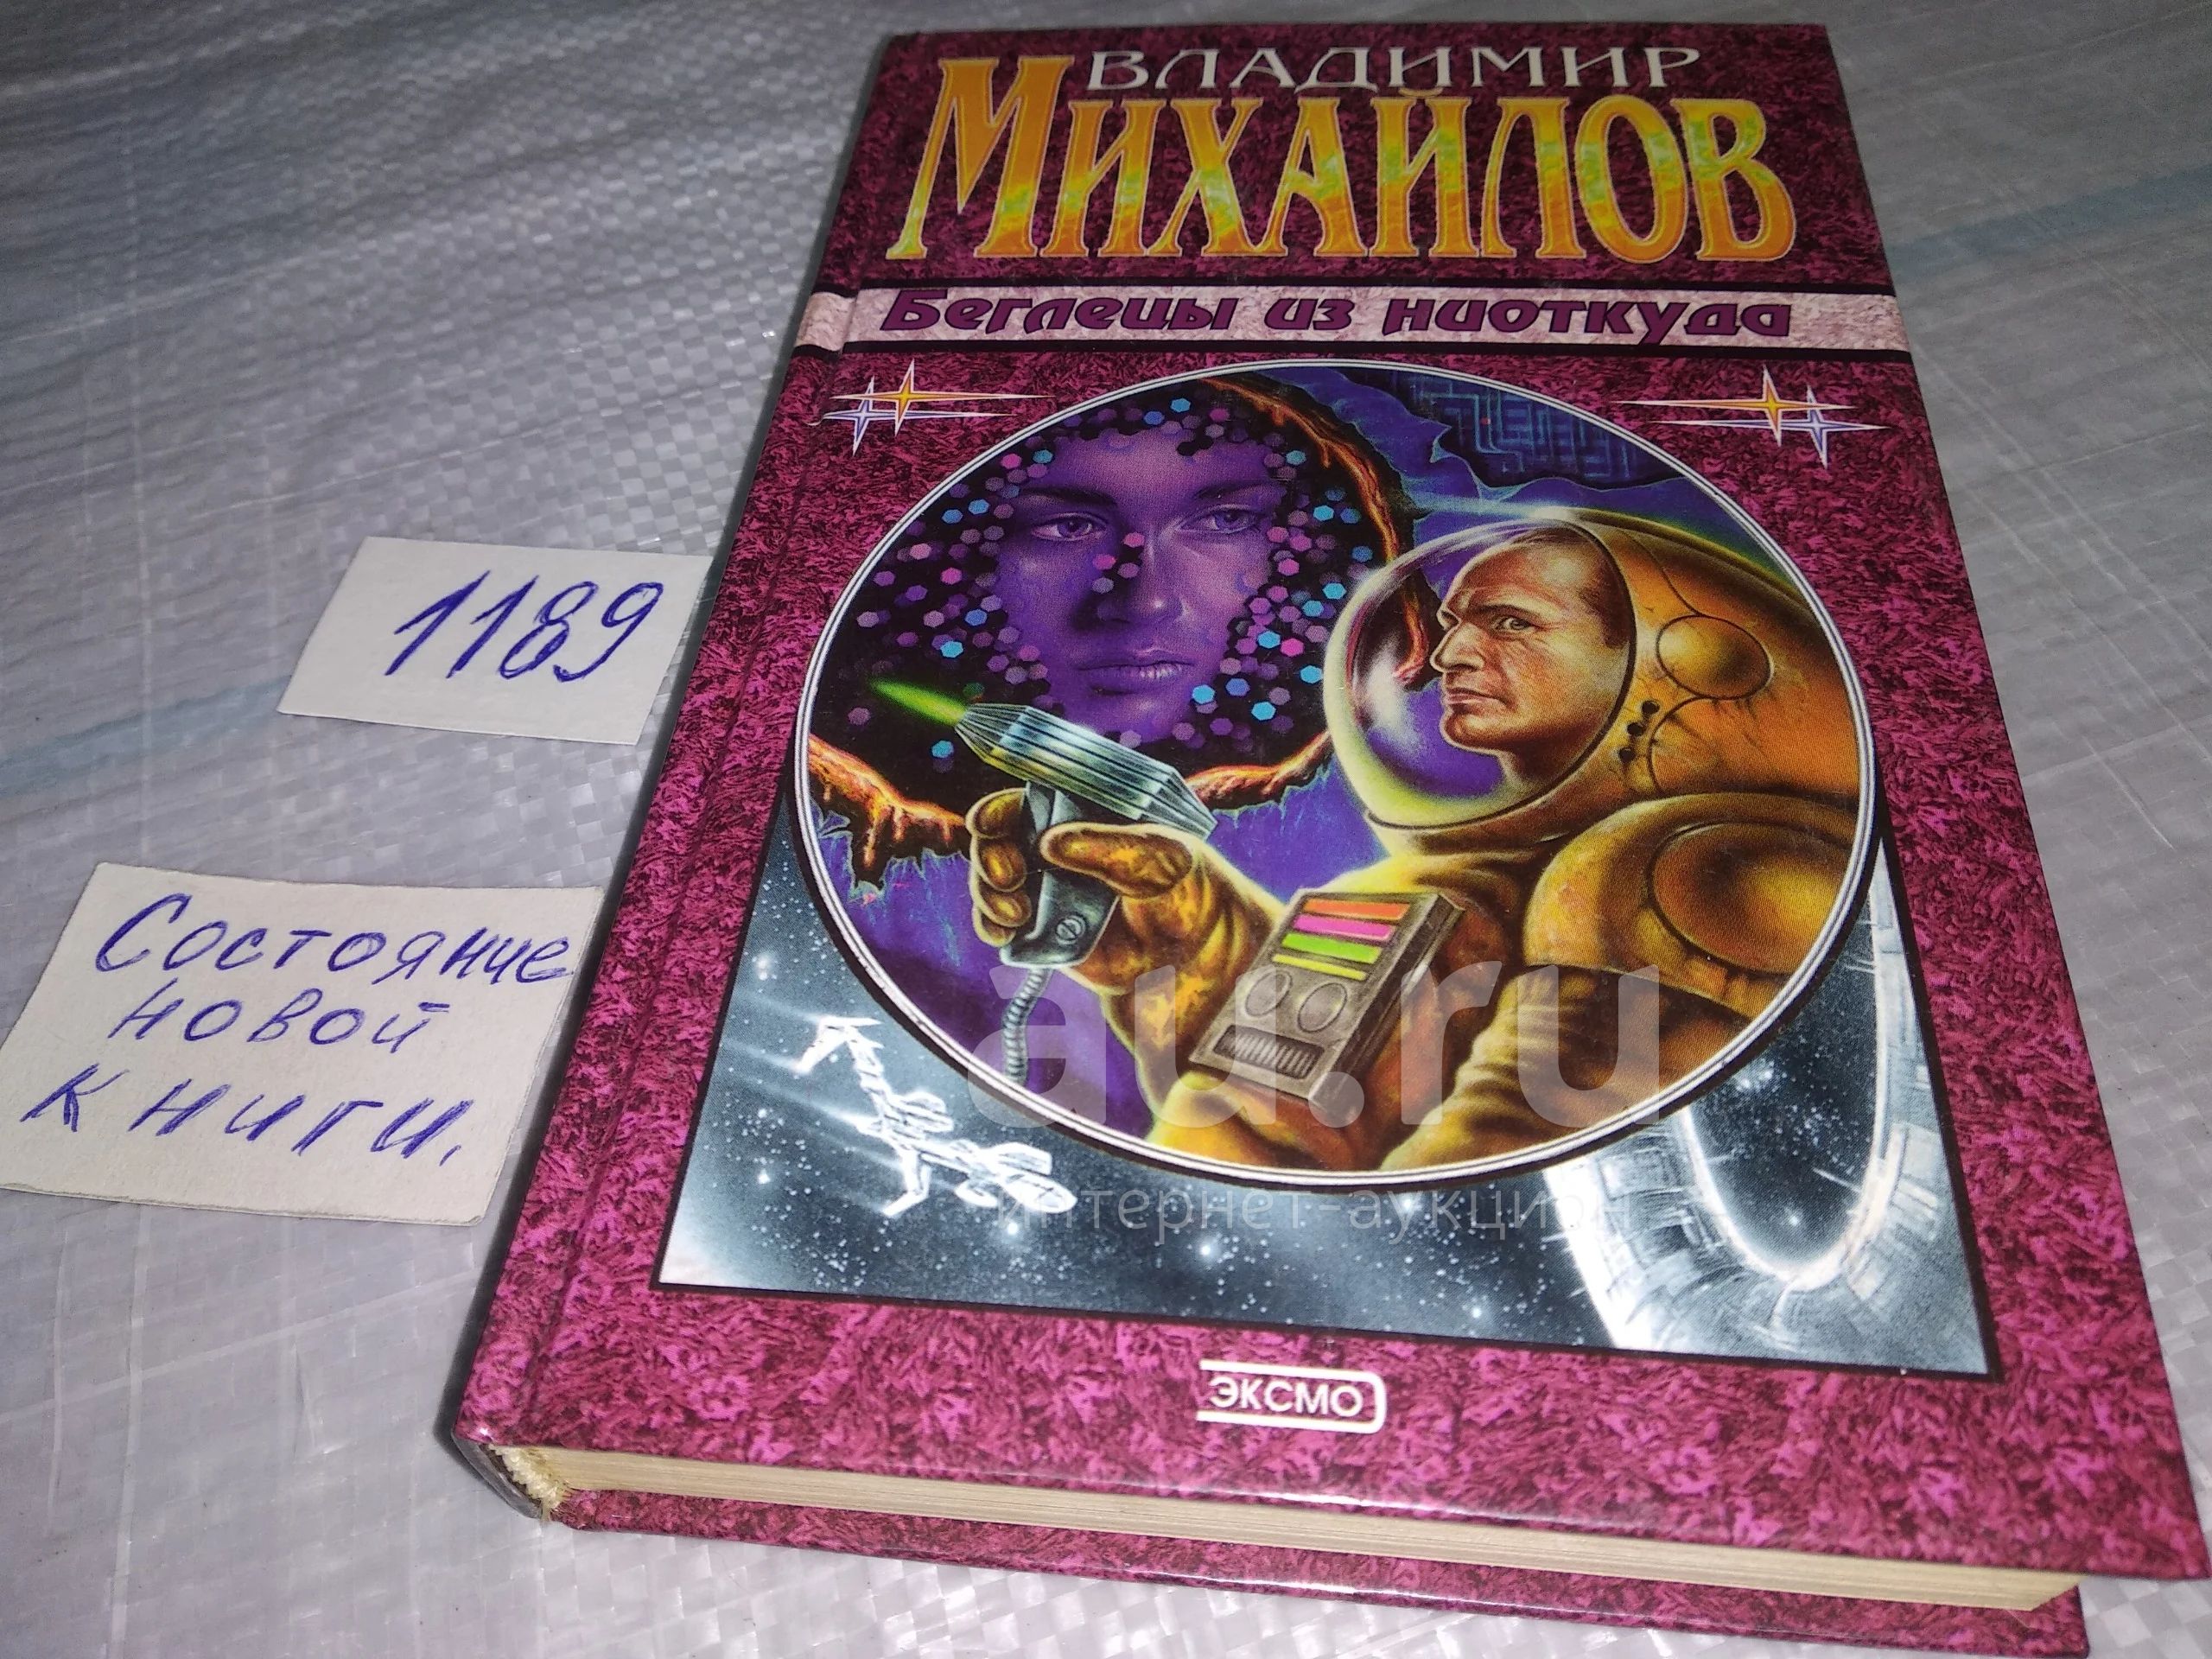 ВЛАДИМИР
МИХАЙЛОВ
Беглецы из ниоткуда
1189
Состояние
новой
книги.
au.ru
интернет-аукцион
ЭКСМО